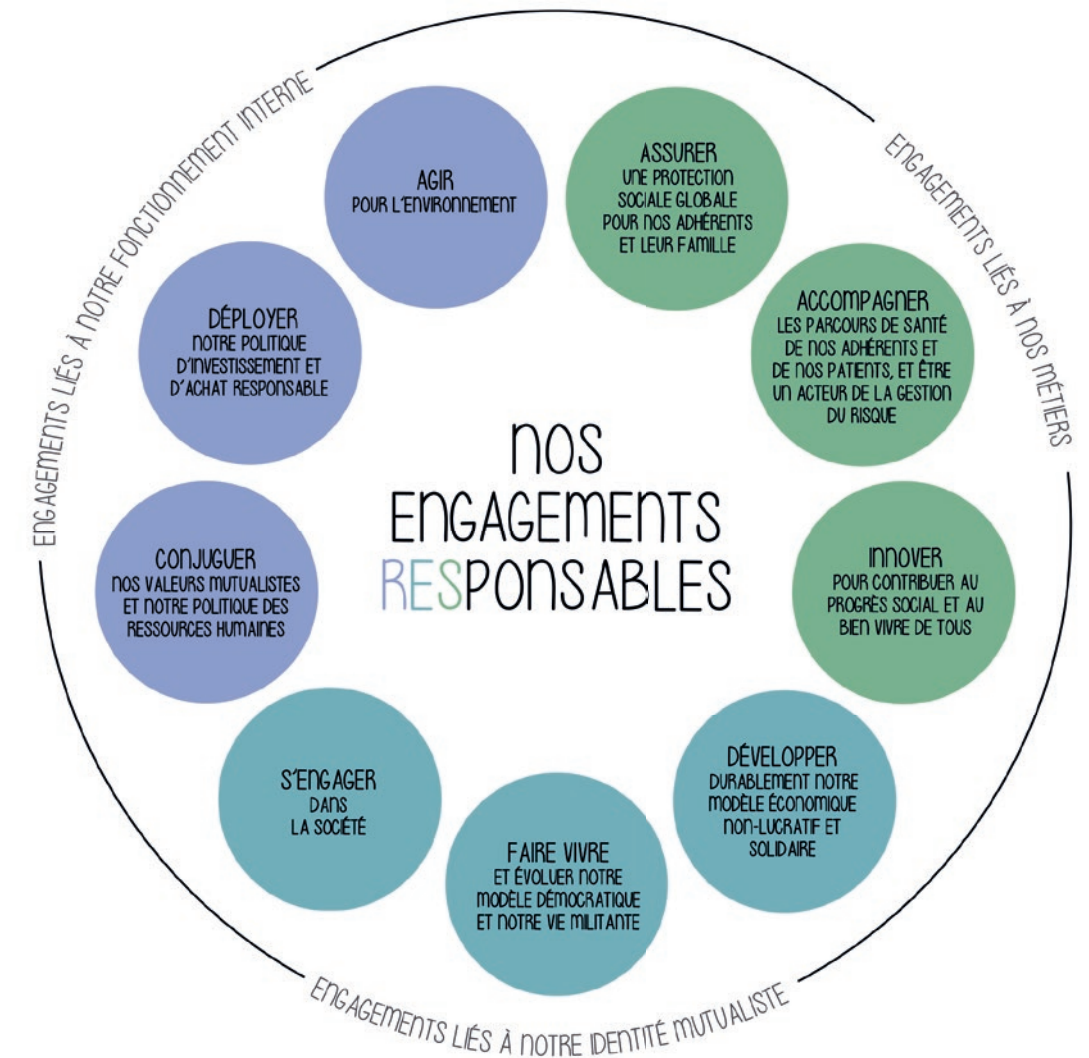 NOS
ENGAGEMENTS
RESPONSABLES
ENGAGEMENTS LIÉS À NOS MÉTIERS
ASSURER
UNE PROTECTION
SOCIALE GLOBALE
POUR NOS ADHÉRENTS
ET LEUR FAMILLE
ACCOMPAGNER
LES PARCOURS DE SANTÉ
DE NOS ADHÉRENTS ET
DE NOS PATIENTS, ET ÊTRE
UN ACTEUR DE LA GESTION
DU RISQUE
INNOVER
POUR CONTRIBUER AU
PROGRÈS SOCIAL ET AU
BIEN VIVRE DE TOUS
ENGAGEMENTS LIÉS À NOTRE IDENTITÉ MUTUALISTE
DÉVELOPPER
DURABLEMENT NOTRE
MODÈLE ÉCONOMIQUE
NON-LUCRATIF ET
SOLIDAIRE
FAIRE VIVRE
ET ÉVOLUER NOTRE
MODÈLE DÉMOCRATIQUE
ET NOTRE VIE MILITANTE
S'ENGAGER
DANS
LA SOCIÉTÉ
ENGAGEMENTS LIÉS À NOTRE FONCTIONNEMENT INTERNE
CONJUGUER
NOS VALEURS MUTUALISTES
ET NOTRE POLITIQUE DES
RESSOURCES HUMAINES
DÉPLOYER
NOTRE POLITIQUE
D'INVESTISSEMENT ET
D'ACHAT RESPONSABLE
AGIR
POUR L'ENVIRONNEMENT